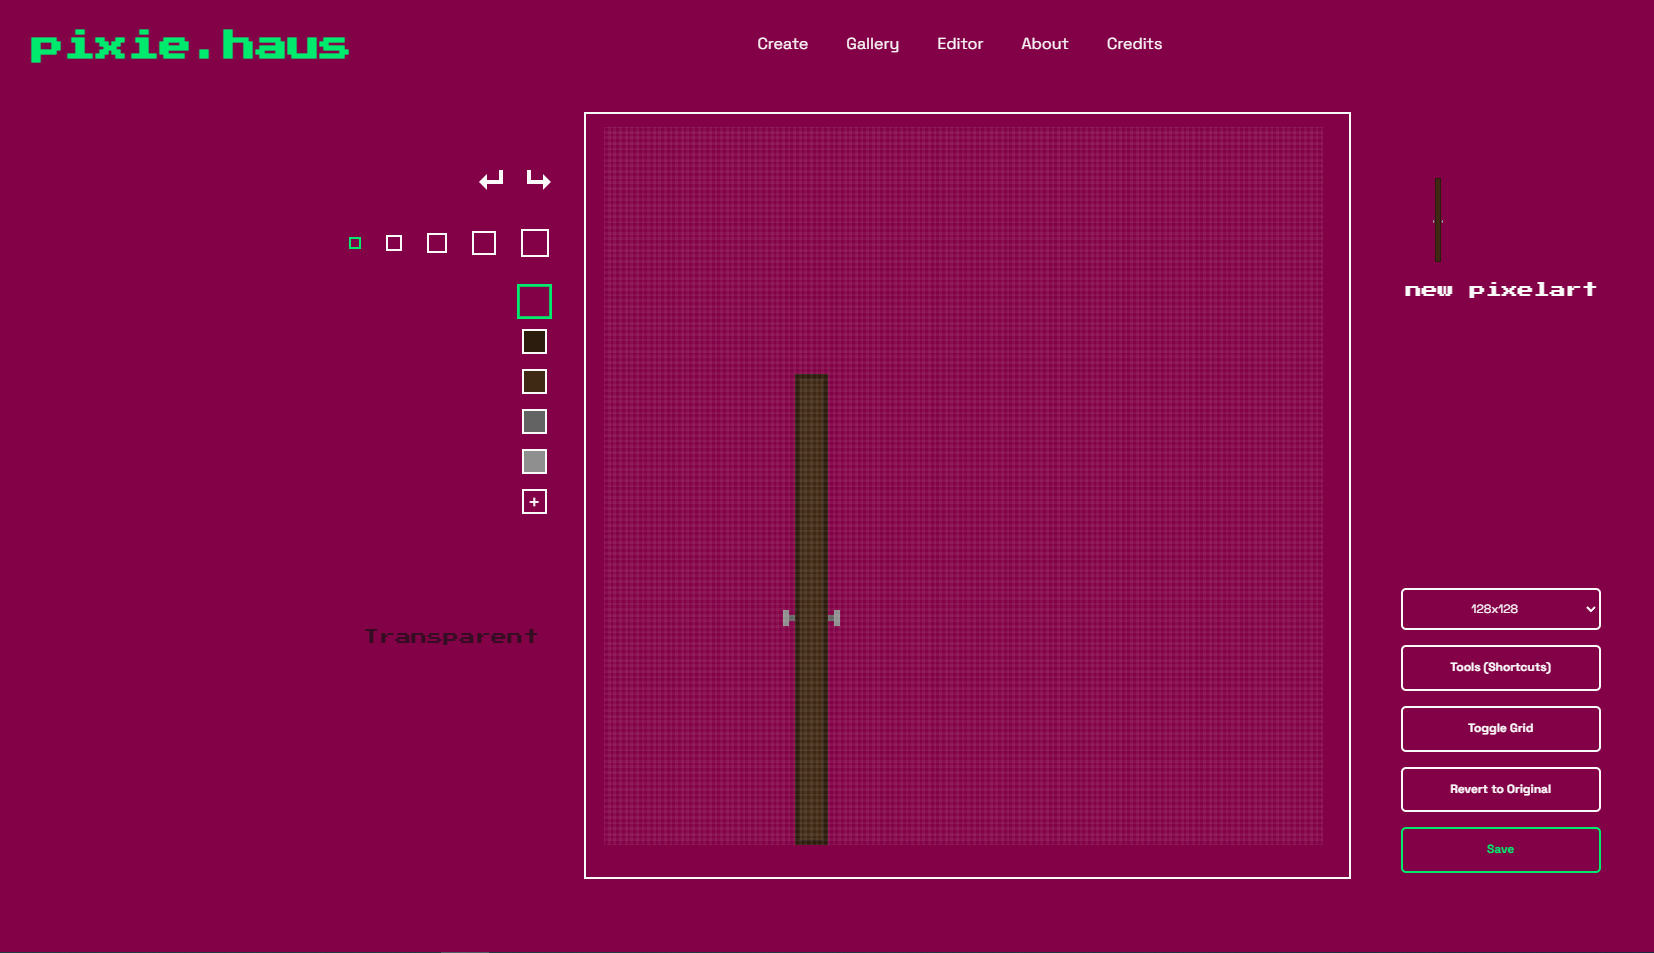 pixie.haus
Create
Gallery
Editor
About
Credits
new pixelart
+
Transparent
128x128
Tools (Shortcuts)
Toggle Grid
Revert to Original
Save